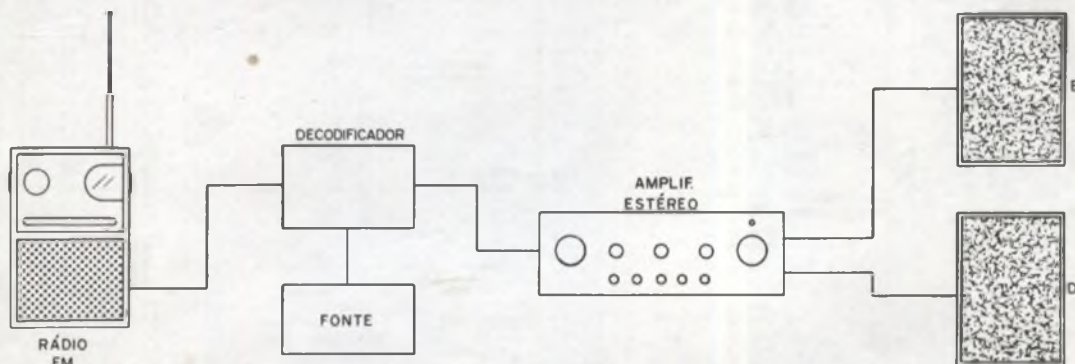 DECODIFICADOR
AMPLIF.
ESTÉREO
E
D
FONTE
RÁDIO
FM